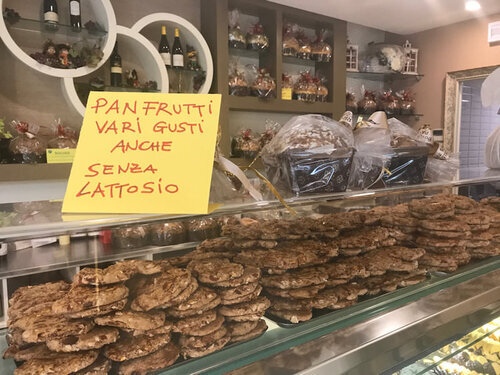 PANFRUTTI
VARI GUSTI
ANCHE
SENZA
LATTOSIO